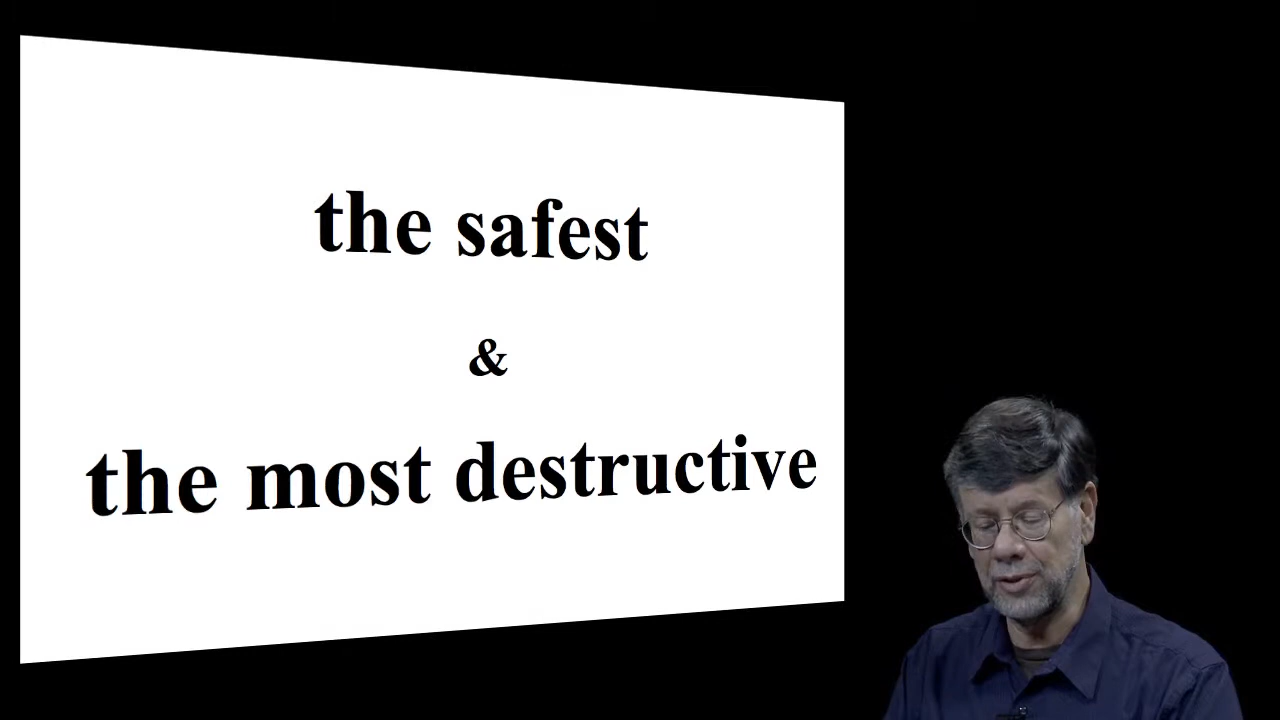 the safest
&
the most destructive